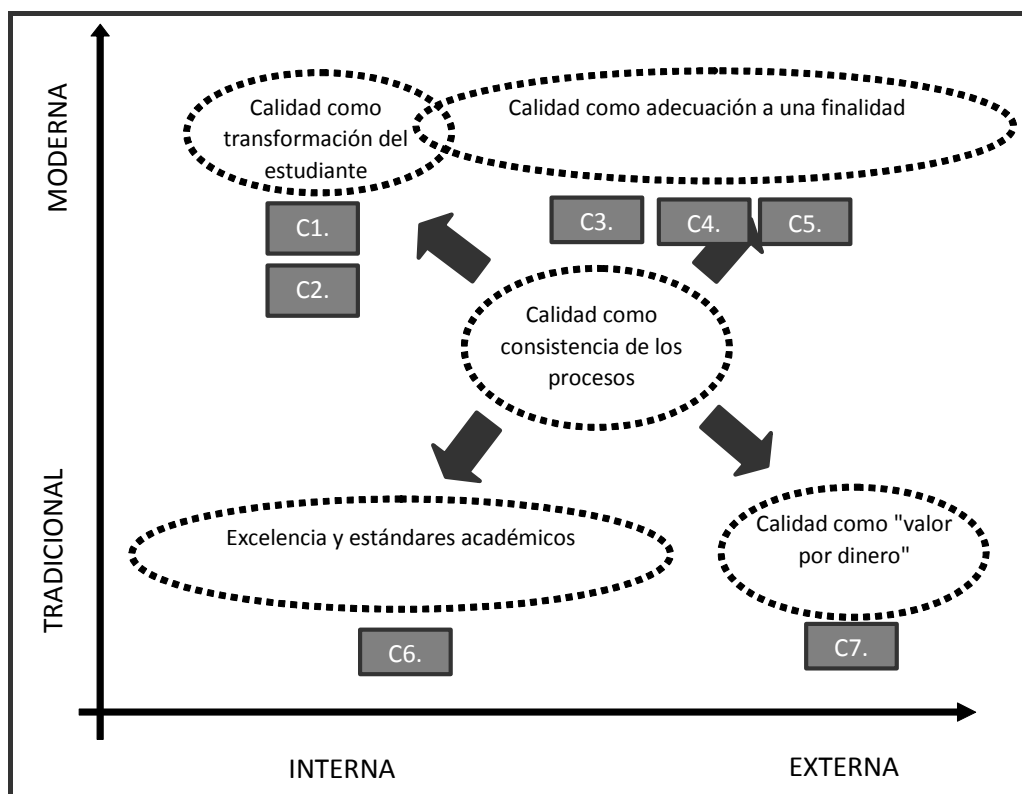 MODERNA
Calidad como
transformación del
estudiante
Calidad como adecuación a una finalidad
C1.
C2.
C3.
C4.
C5.
Calidad como
consistencia de los
procesos
TRADICIONAL
Excelencia y estándares académicos
Calidad como "valor
por dinero"
C6.
C7.
INTERNA
EXTERNA